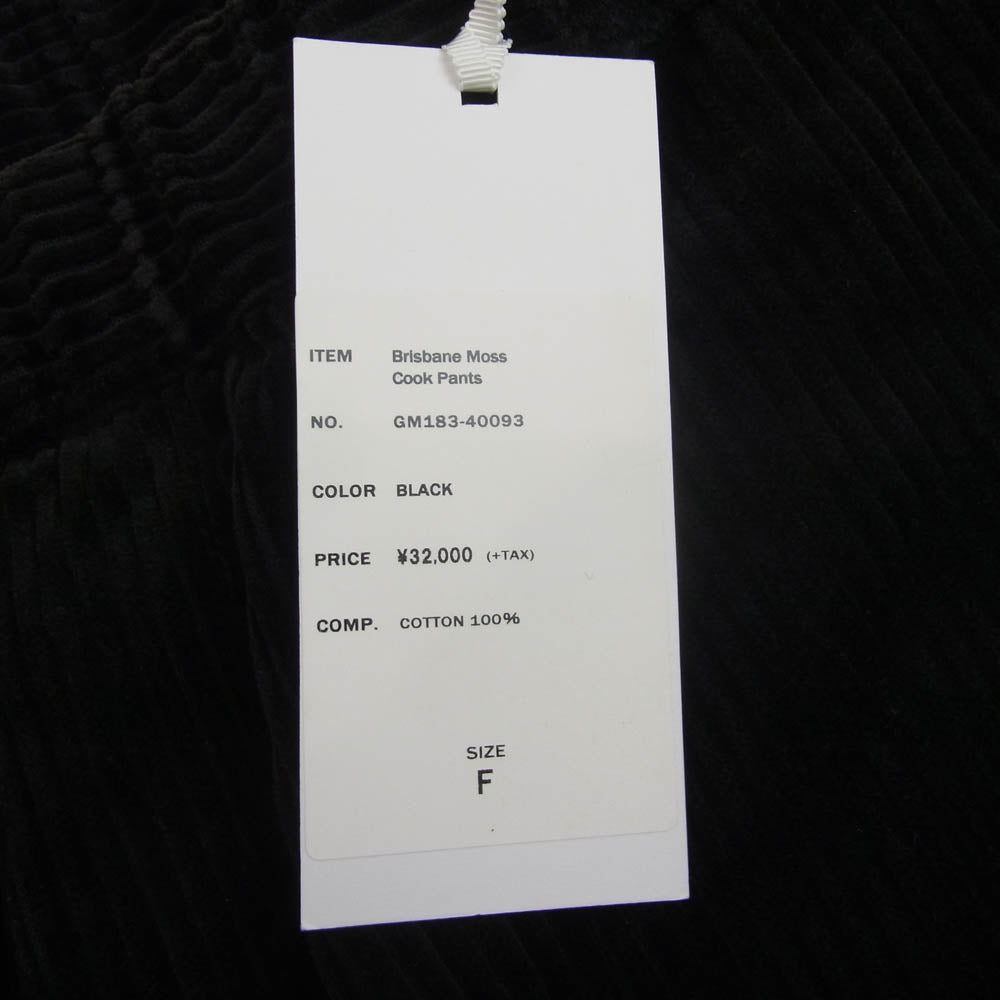 ITEM Brisbane Moss
Cook Pants
NO. GM183-40093
COLOR BLACK
PRICE ¥32,000 (+TAX)
COMP. COTTON 100%
SIZE
F